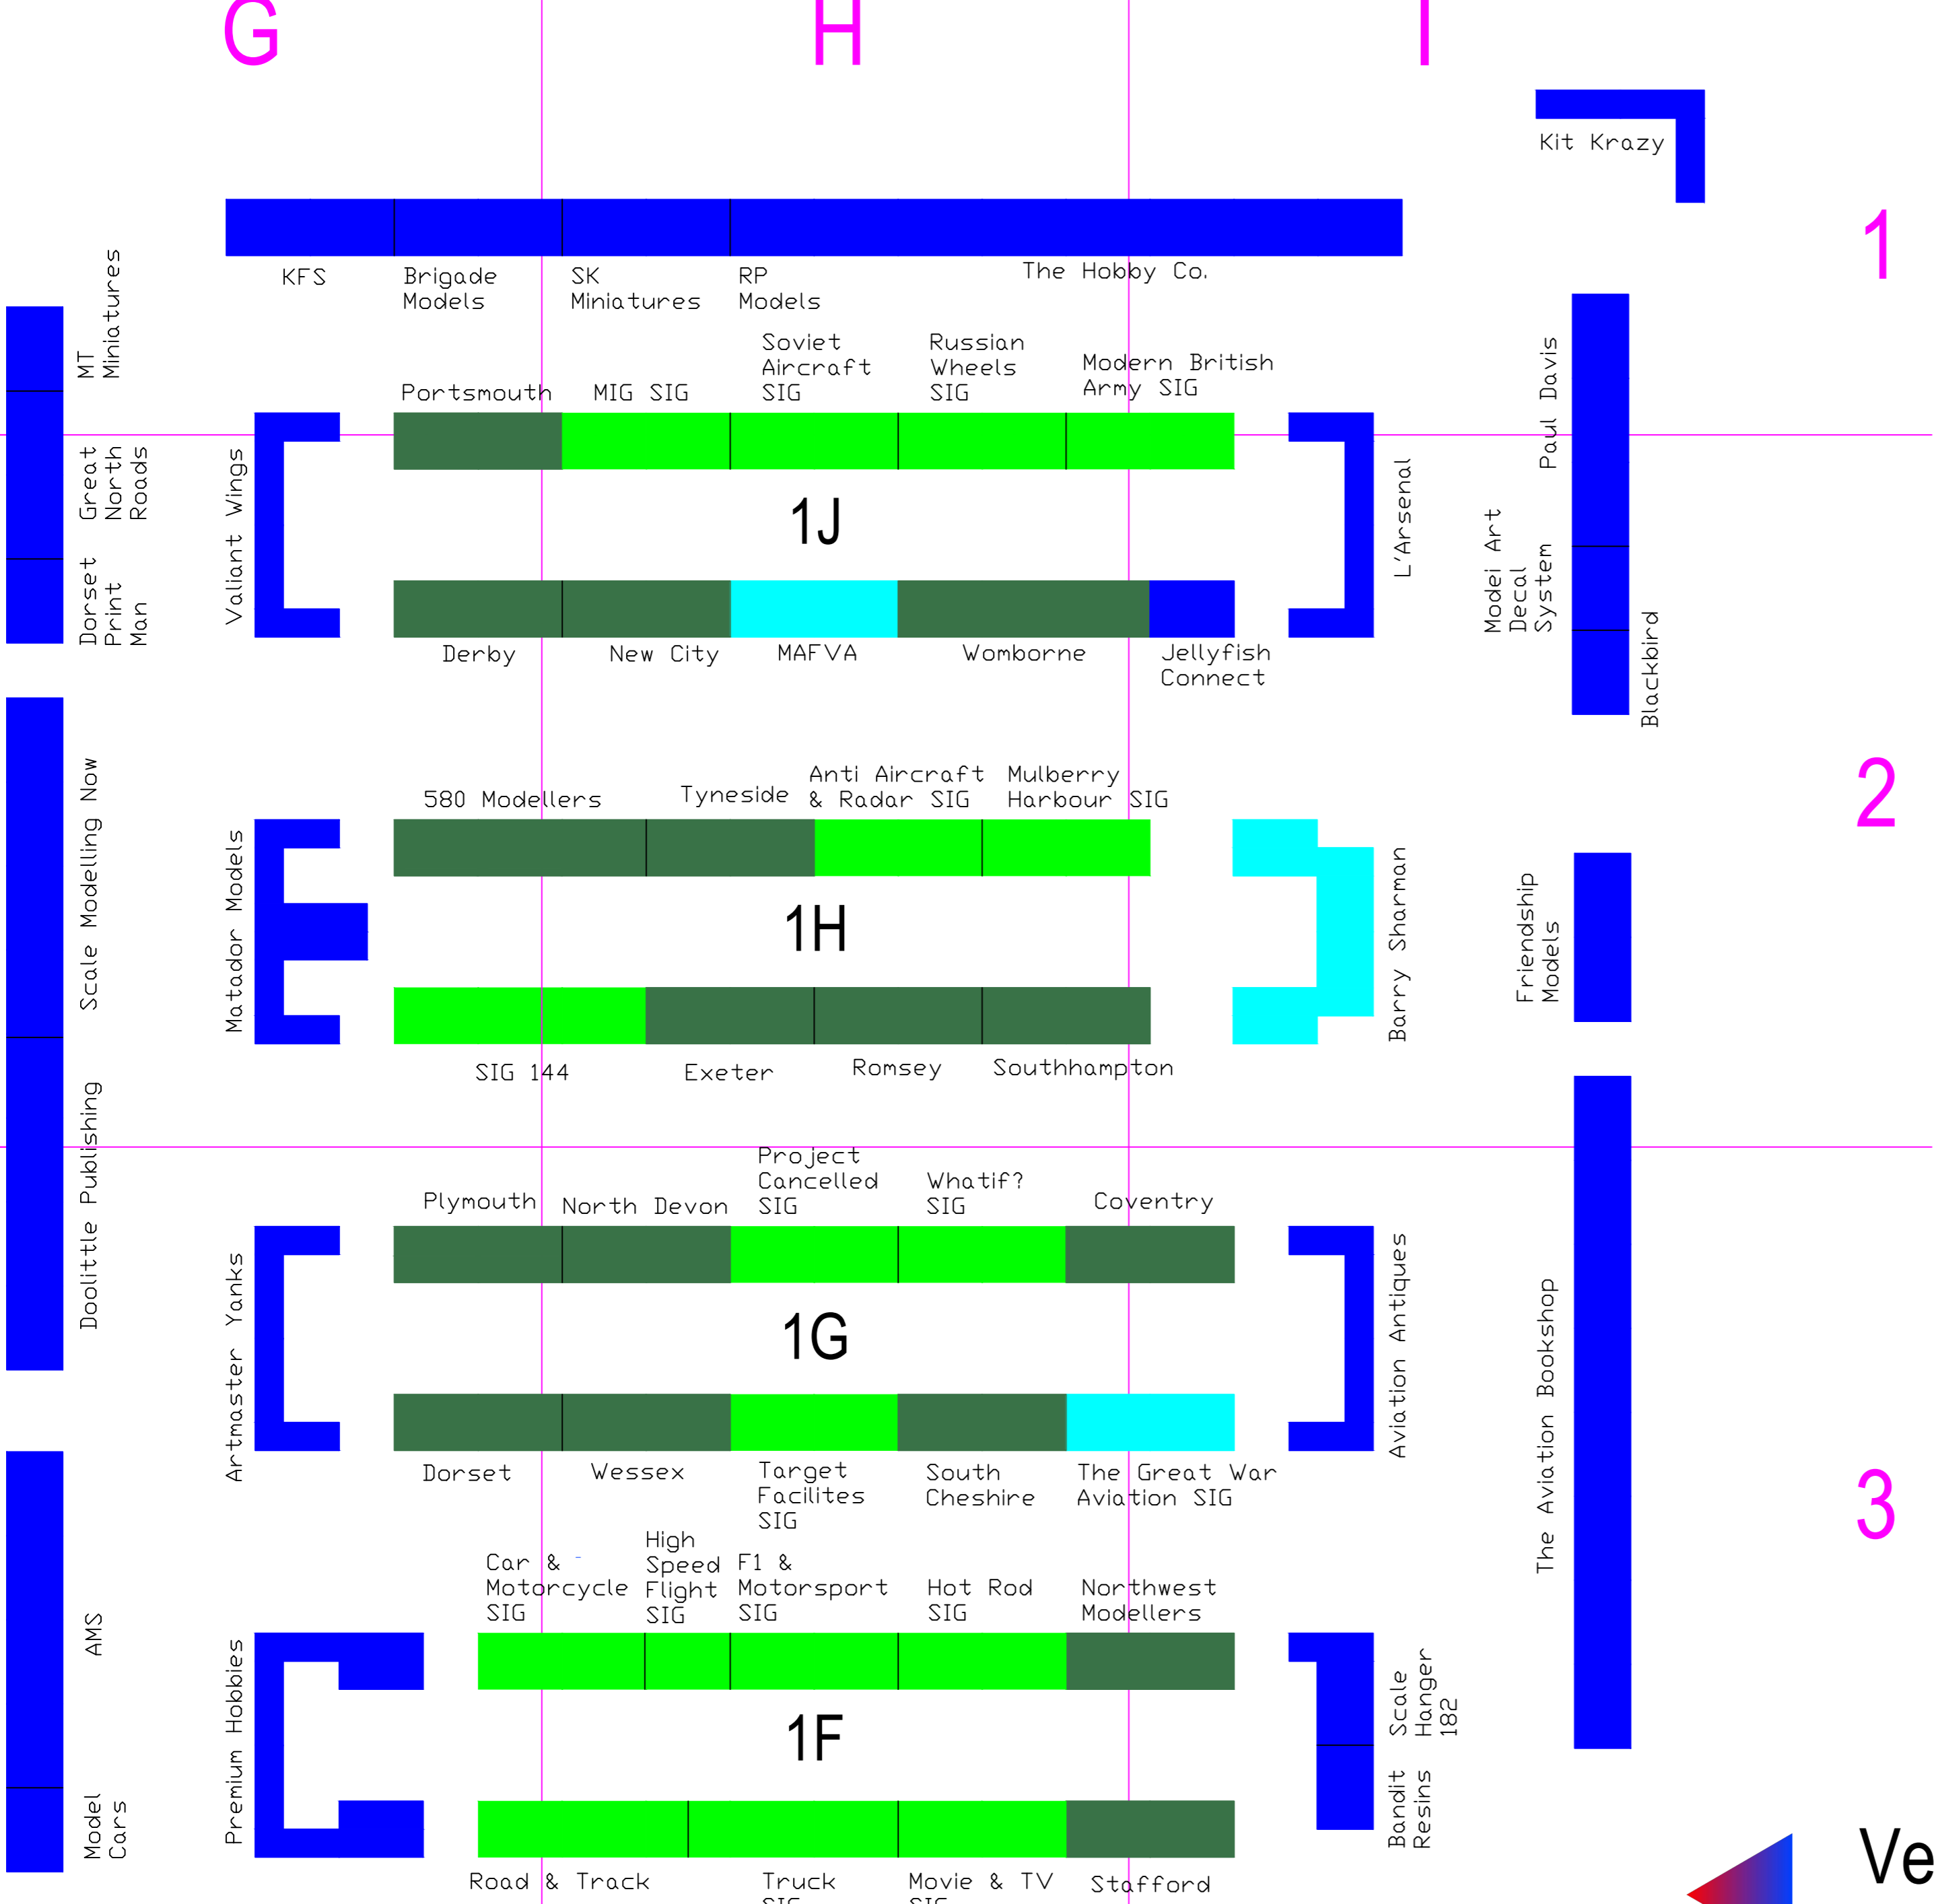 G
H
I
Kit Krazy
1
KFS
Brigade
Models
SK
Miniatures
RP
Models
The Hobby Co.
MT
Miniatures
Great
North
Roads
Dorset
Print
Man
Portsmouth
MIG SIG
Soviet
Aircraft
SIG
Russian
Wheels
SIG
Modern British
Army SIG
Valiant Wings
1J
L'Arsenal
Paul Davis
Model Art
Decal
System
Blackbird
Derby
New City
MAFVA
Womborne
Jellyfish
Connect
2
Scale Modelling Now
580 Modellers
Tyneside
Anti Aircraft
& Radar SIG
Mulberry
Harbour SIG
Matador Models
1H
Barry Sharman
Friendship
Models
SIG 144
Exeter
Romsey
Southhampton
Doolittle Publishing
Plymouth
North Devon
Project
Cancelled
SIG
Whatif?
SIG
Coventry
Artmaster Yanks
1G
Aviation Antiques
The Aviation Bookshop
3
Dorset
Wessex
Target
Facilites
SIG
South
Cheshire
The Great War
Aviation SIG
Car & -
Motorcycle
SIG
High
Speed
Flight
SIG
F1 &
Motorsport
SIG
Hot Rod
SIG
Northwest
Modellers
AMS
Premium Hobbies
1F
Scale
Hanger
182
Bandit
Resins
Model
Cars
Road & Track
Truck
SIG
Movie & TV
SIG
Stafford
Ve